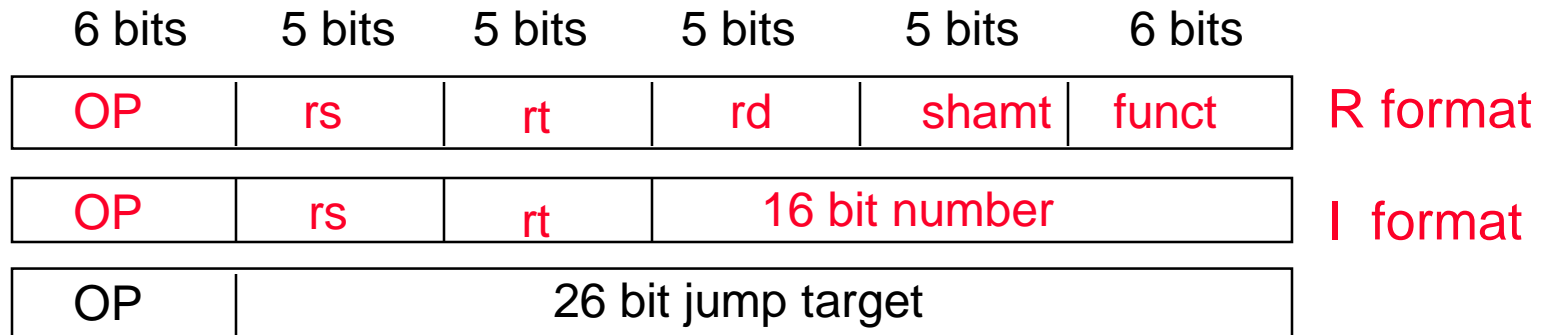 6 bits 5 bits 5 bits 5 bits 5 bits 6 bits
OP rs rt rd shamt funct R format
OP rs rt 16 bit number I format
OP 26 bit jump target